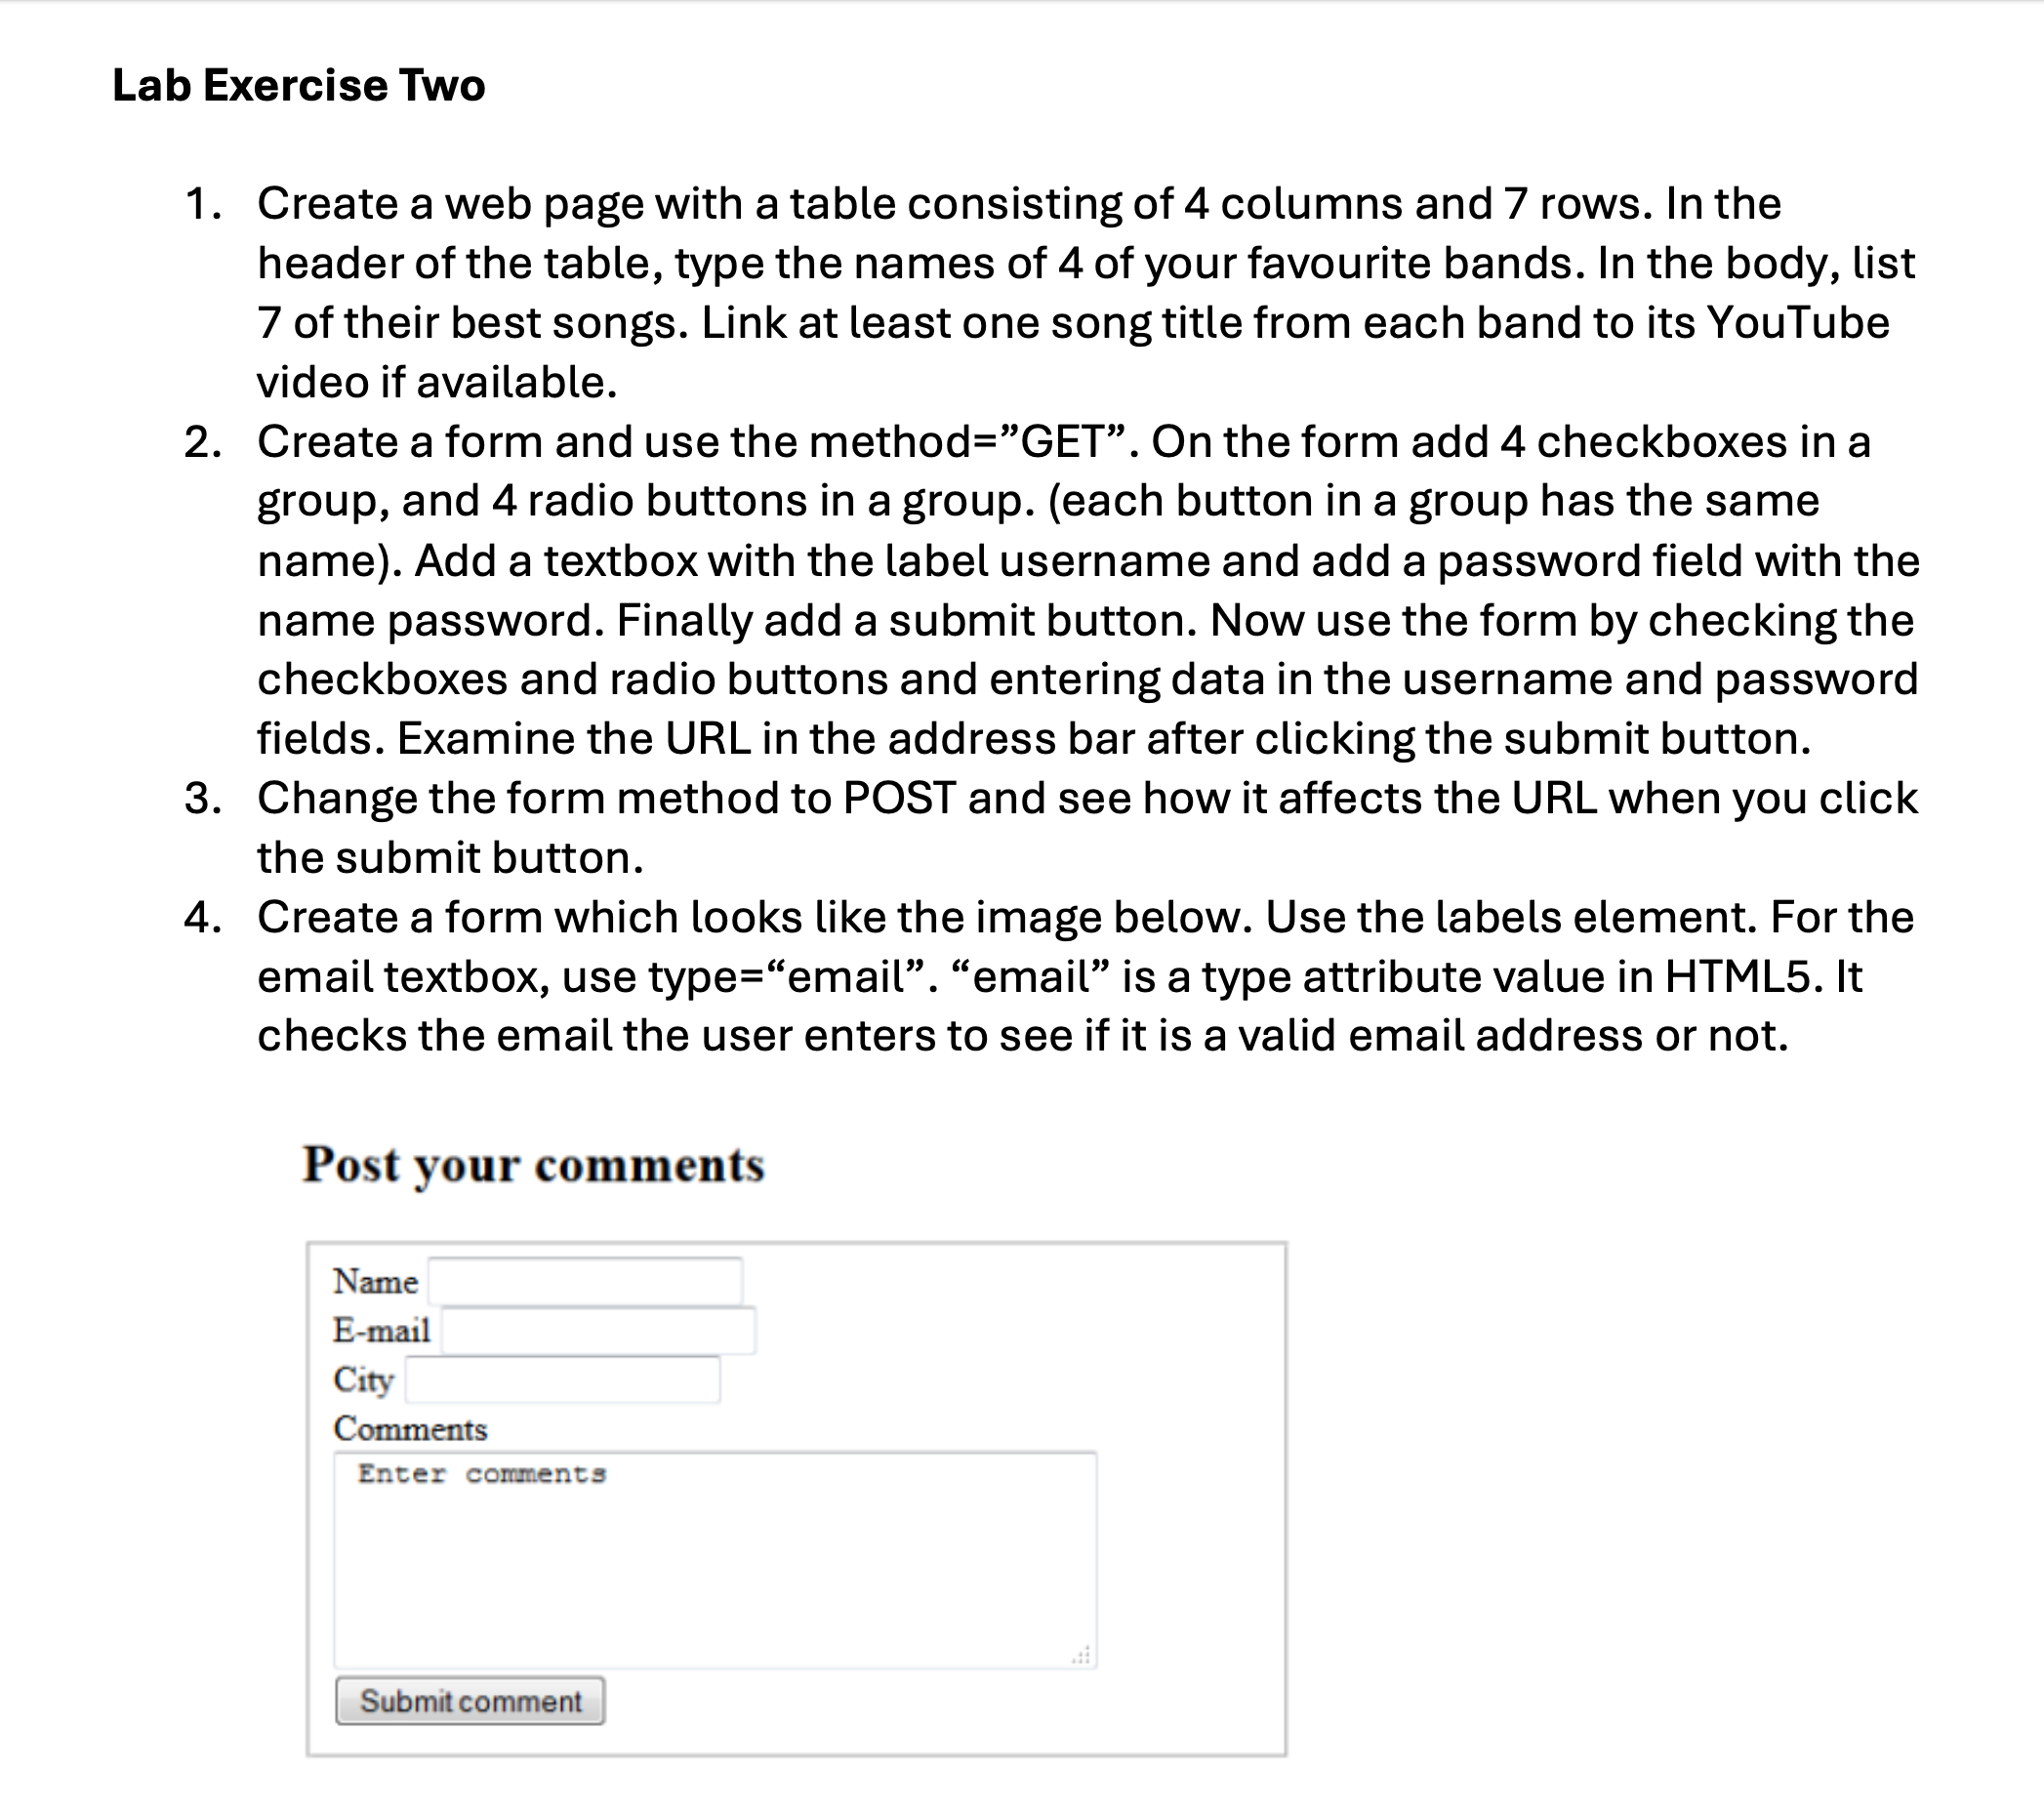 Lab Exercise Two
1. Create a web page with a table consisting of 4 columns and 7 rows. In the
header of the table, type the names of 4 of your favourite bands. In the body, list
7 of their best songs. Link at least one song title from each band to its YouTube
video if available.
2. Create a form and use the method=”GET”. On the form add 4 checkboxes in a
group, and 4 radio buttons in a group. (each button in a group has the same
name). Add a textbox with the label username and add a password field with the
name password. Finally add a submit button. Now use the form by checking the
checkboxes and radio buttons and entering data in the username and password
fields. Examine the URL in the address bar after clicking the submit button.
3. Change the form method to POST and see how it affects the URL when you click
the submit button.
4. Create a form which looks like the image below. Use the labels element. For the
email textbox, use type=“email”. “email” is a type attribute value in HTML5. It
checks the email the user enters to see if it is a valid email address or not.
Post your comments
Name
E-mail
City
Comments
Enter comments
Submit comment